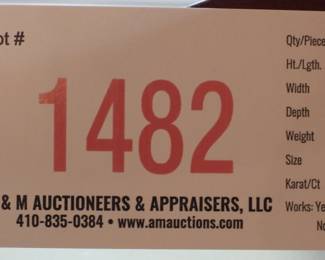 ot #
1482
& M AUCTIONEERS & APPRAISERS, LLC
410-835-0384 • www.amauctions.com
Qty/Piece
Ht./Lgth.
Width
Depth
Weight
Size
Karat/Ct
Works: Ye
No